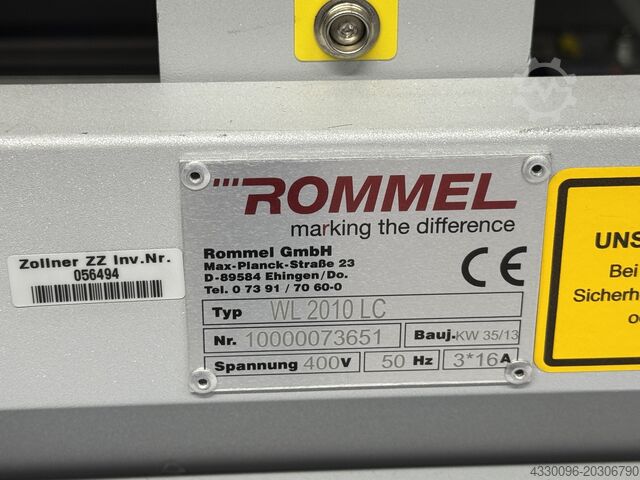 ROMMEL
marking the difference
Rommel GmbH
Max-Planck-Straße 23
D-89584 Ehingen/Do.
Tel. 0 73 91 / 70 60-0
CE
Typ WL 2010 LC
Nr. 10000073651 Bauj. KW 35/13
Spannung 400V 50 Hz 3*16A
Zollner ZZ Inv.Nr.
056494
UNS
Bei
Sicherh
od
4330096-20306790